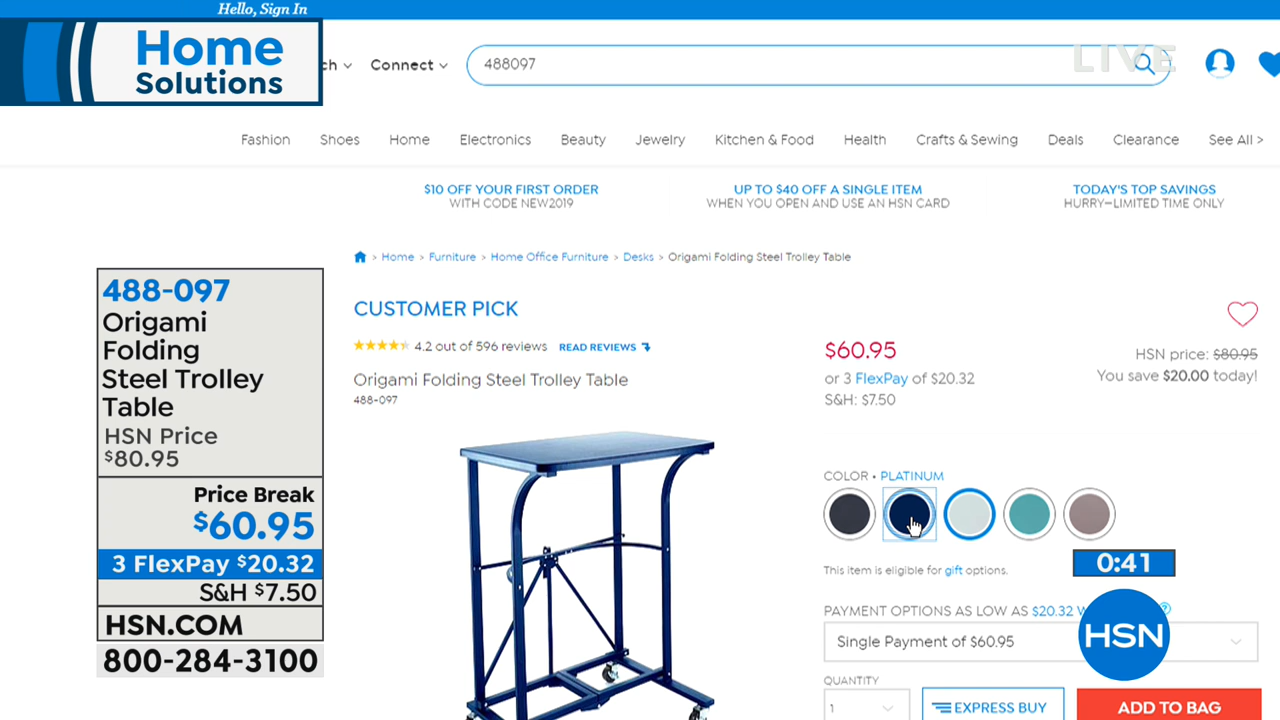 Hello, Sign In
Home
Solutions
ch
Connect
488097
LIVE
Fashion
Shoes
Home
Electronics
Beauty
Jewelry
Kitchen & Food
Health
Crafts & Sewing
Deals
Clearance
See All >
$10 OFF YOUR FIRST ORDER
WITH CODE NEW2019
UP TO $40 OFF A SINGLE ITEM
WHEN YOU OPEN AND USE AN HSN CARD
TODAY'S TOP SAVINGS
HURRY—LIMITED TIME ONLY
> Home > Furniture > Home Office Furniture > Desks > Origami Folding Steel Trolley Table
488-097
Origami
Folding
Steel Trolley
Table
HSN Price
$80.95
Price Break
$60.95
3 FlexPay $20.32
S&H $7.50
HSN.COM
800-284-3100
CUSTOMER PICK
4.2 out of 596 reviews READ REVIEWS
Origami Folding Steel Trolley Table
488-097
$60.95
or 3 FlexPay of $20.32
S&H: $7.50
HSN price: $80.95
You save $20.00 today!
COLOR • PLATINUM
This item is eligible for gift options.
0:41
PAYMENT OPTIONS AS LOW AS $20.32 W
?
Single Payment of $60.95
HSN
QUANTITY
1
EXPRESS BUY
ADD TO BAG